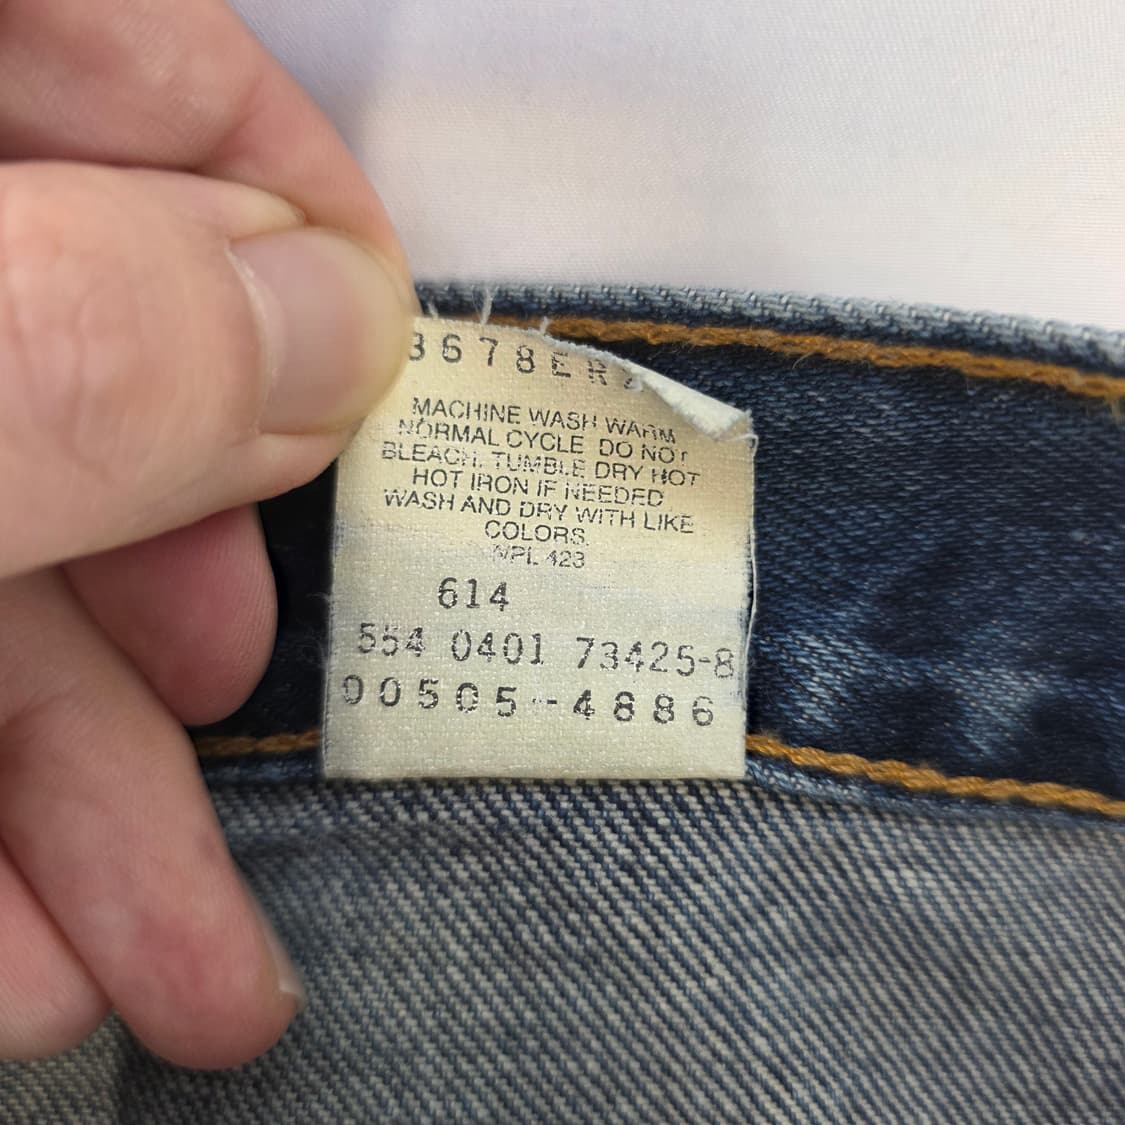 3678ER
MACHINE WASH WARM
NORMAL CYCLE DO NOT
BLEACH. TUMBLE DRY HOT
HOT IRON IF NEEDED
WASH AND DRY WITH LIKE
COLORS.
WPL 423
614
554 0401 73425-8
00505--4886